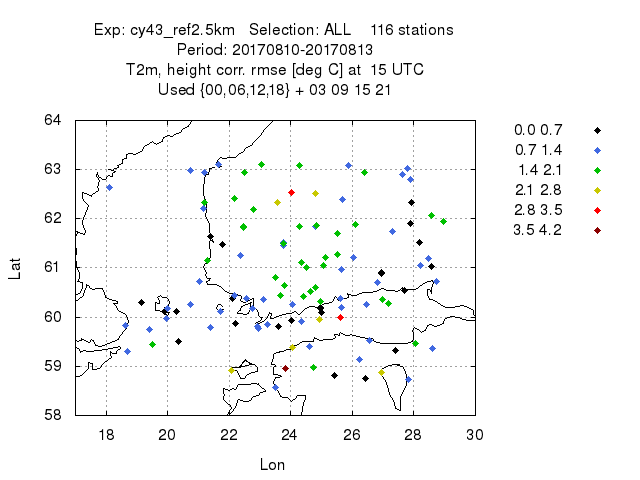 Exp: cy43_ref2.5km   Selection: ALL    116 stations
Period: 20170810-20170813
T2m, height corr. rmse [deg C] at  15 UTC
Used {00,06,12,18} + 03 09 15 21
64
63
62
61
60
59
58
Lat
18 20 22 24 26 28 30
Lon
0.0 0.7
0.7 1.4
1.4 2.1
2.1 2.8
2.8 3.5
3.5 4.2